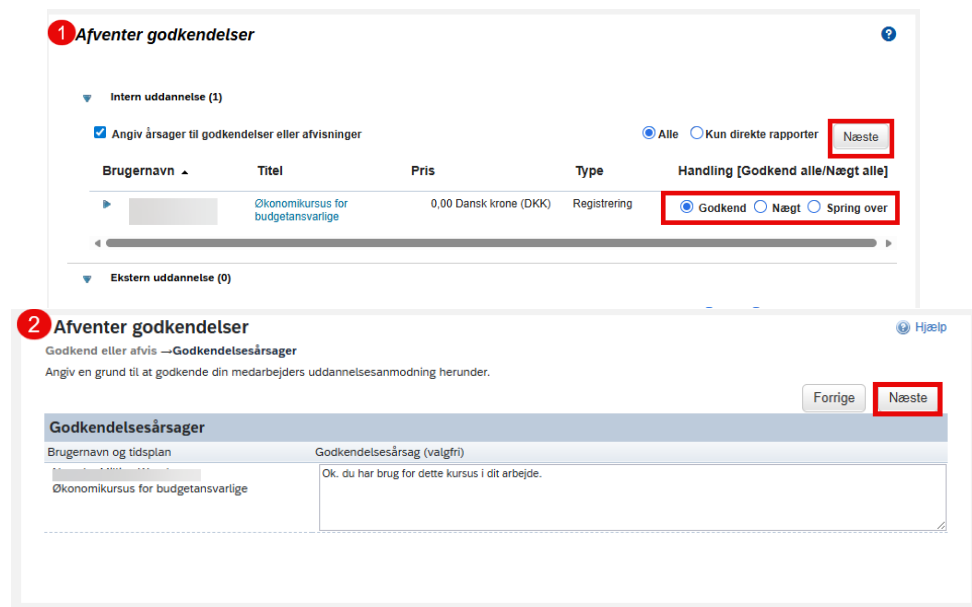 1 Afventer godkendelser
Intern uddannelse (1)
Angiv årsager til godkendelser eller afvisninger Alle Kun direkte rapporter Næste
Brugernavn Titel Pris Type Handling [Godkend alle/Nægt alle]
Økonomikursus for 0,00 Dansk krone (DKK) Registrering Godkend Nægt Spring over
budgetansvarlige
Ekstern uddannelse (0)
2 Afventer godkendelser Hjælp
Godkend eller afvis →Godkendelsesårsager
Angiv en grund til at godkende din medarbejders uddannelsesanmodning herunder.
Forrige Næste
Godkendelsesårsager
Brugernavn og tidsplan Godkendelsesårsag (valgfri)
Ok. du har brug for dette kursus i dit arbejde.
Økonomikursus for budgetansvarlige